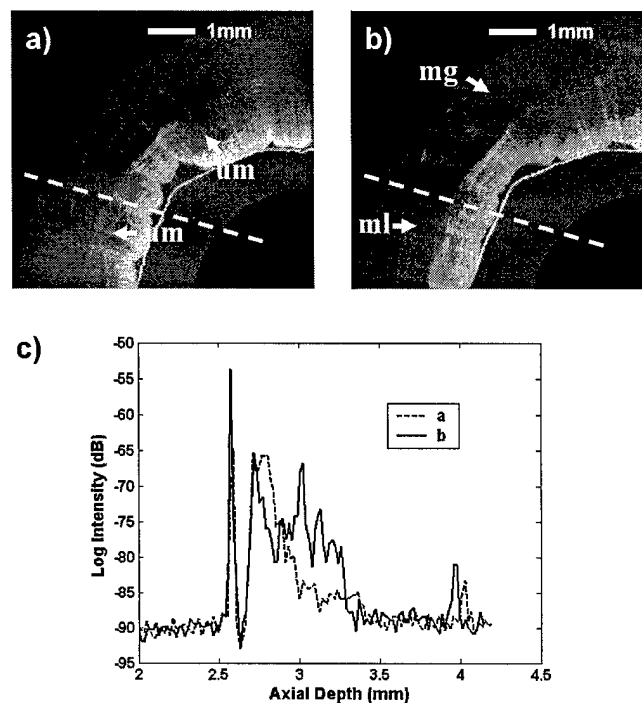 a)
1mm
um
um
b)
1mm
mg
ml
c)
-50
-55
-60
-65
-70
-75
-80
-85
-90
-95
Log Intensity (dB)
a
b
2
2.5
3
3.5
4
4.5
Axial Depth (mm)